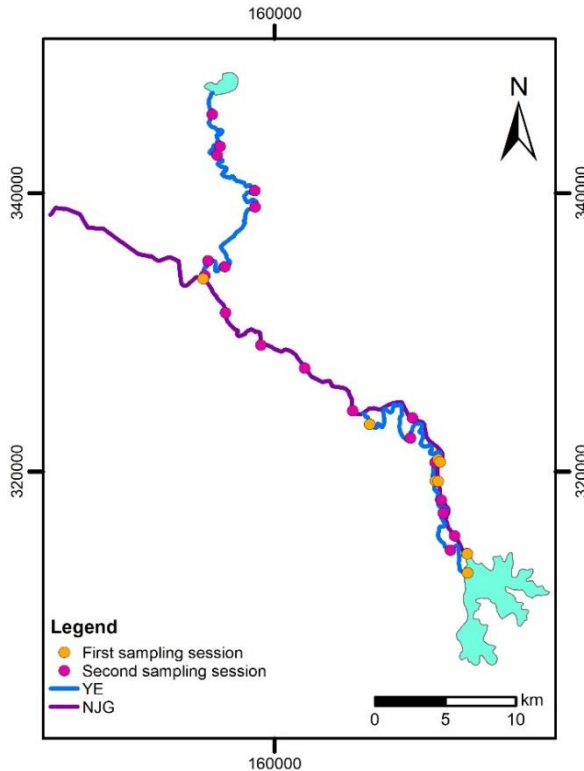 160000
N
340000
340000
320000
320000
Legend
First sampling session
Second sampling session
YE
NJG
km
0 5 10
160000